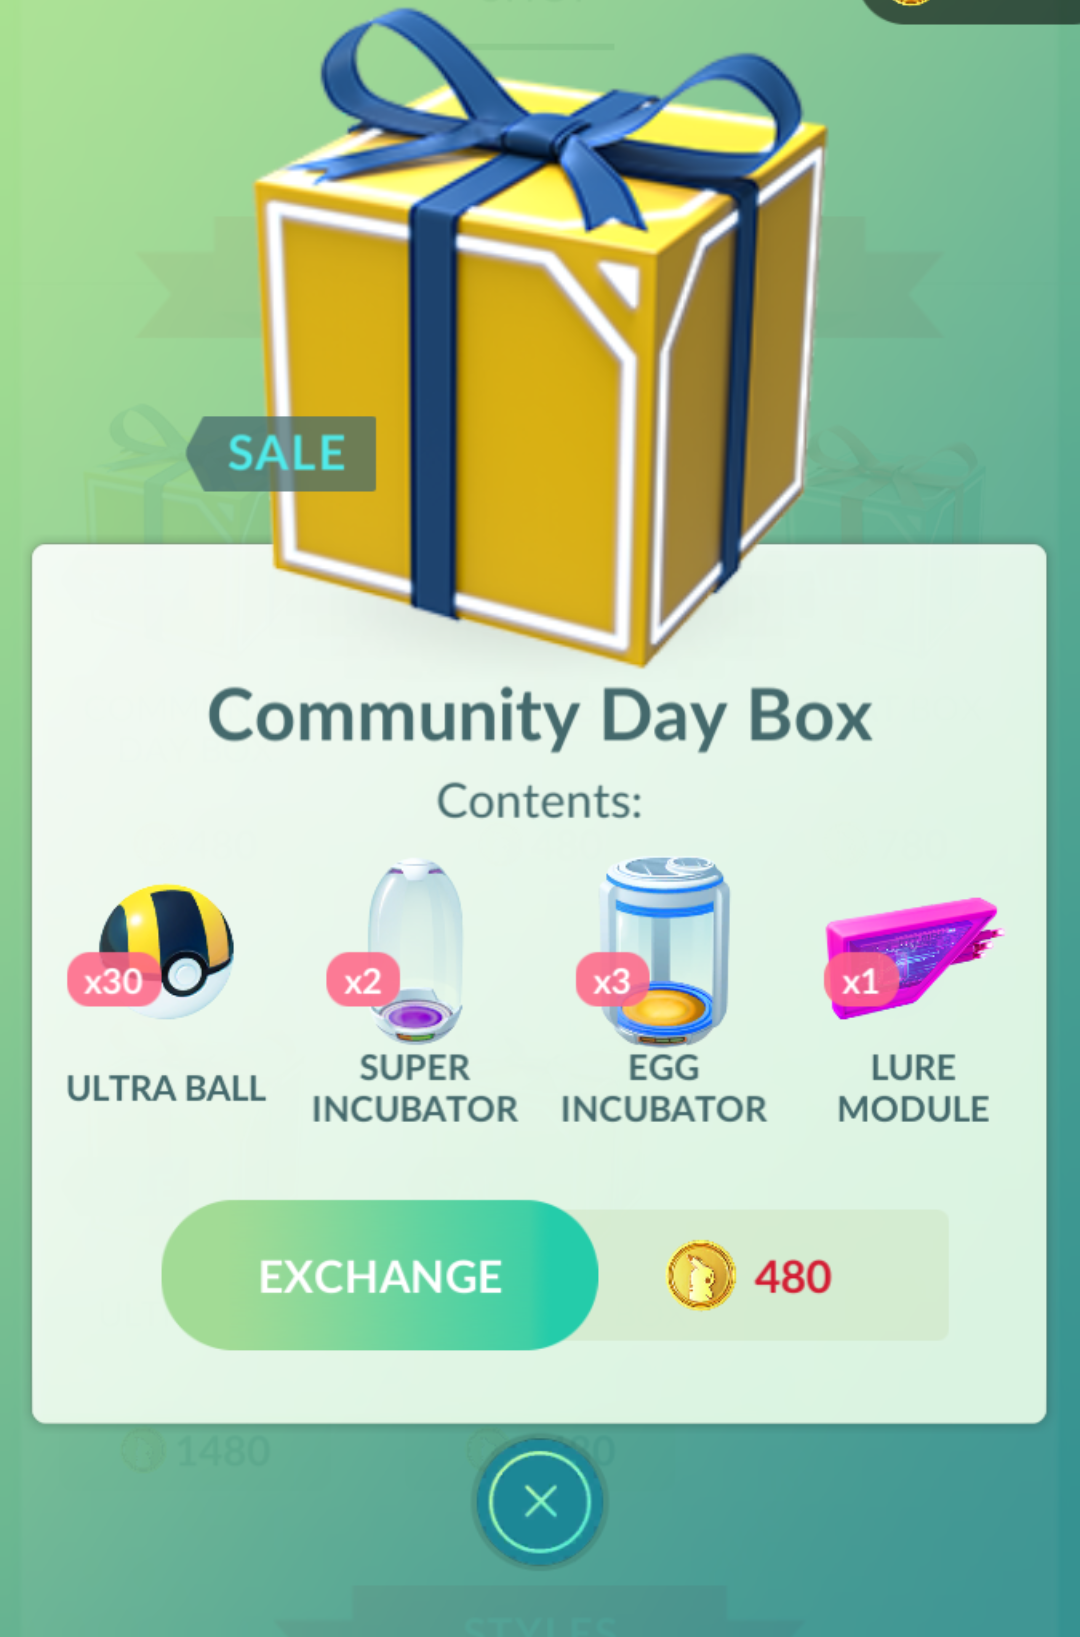 SALE
Community Day Box
Contents:
x30
x2
x3
x1
ULTRA BALL
SUPER
INCUBATOR
EGG
INCUBATOR
LURE
MODULE
EXCHANGE
480
1480
STYLES